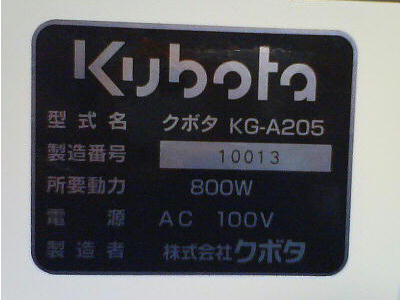 Kubota
型式名 クボタ KG-A205
製造番号 10013
所要動力 800W
電源 AC 100V
製造者 株式会社クボタ